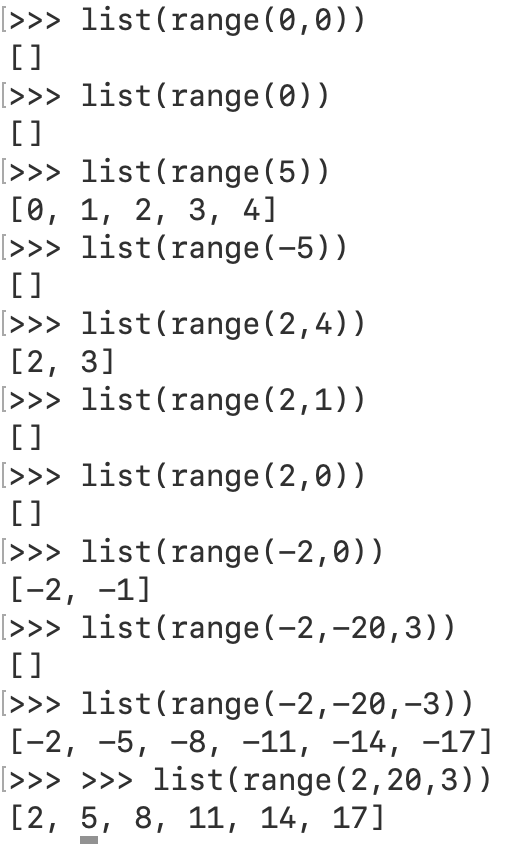 [>>> list(range(0,0))
[]
[>>> list(range(0))
[]
[>>> list(range(5))
[0, 1, 2, 3, 4]
[>>> list(range(-5))
[]
[>>> list(range(2,4))
[2, 3]
[>>> list(range(2,1))
[]
[>>> list(range(2,0))
[]
[>>> list(range(-2,0))
[-2, -1]
[>>> list(range(-2,-20,3))
[]
[>>> list(range(-2,-20,-3))
[-2, -5, -8, -11, -14, -17]
[>>> >>> list(range(2,20,3))
[2, 5, 8, 11, 14, 17]